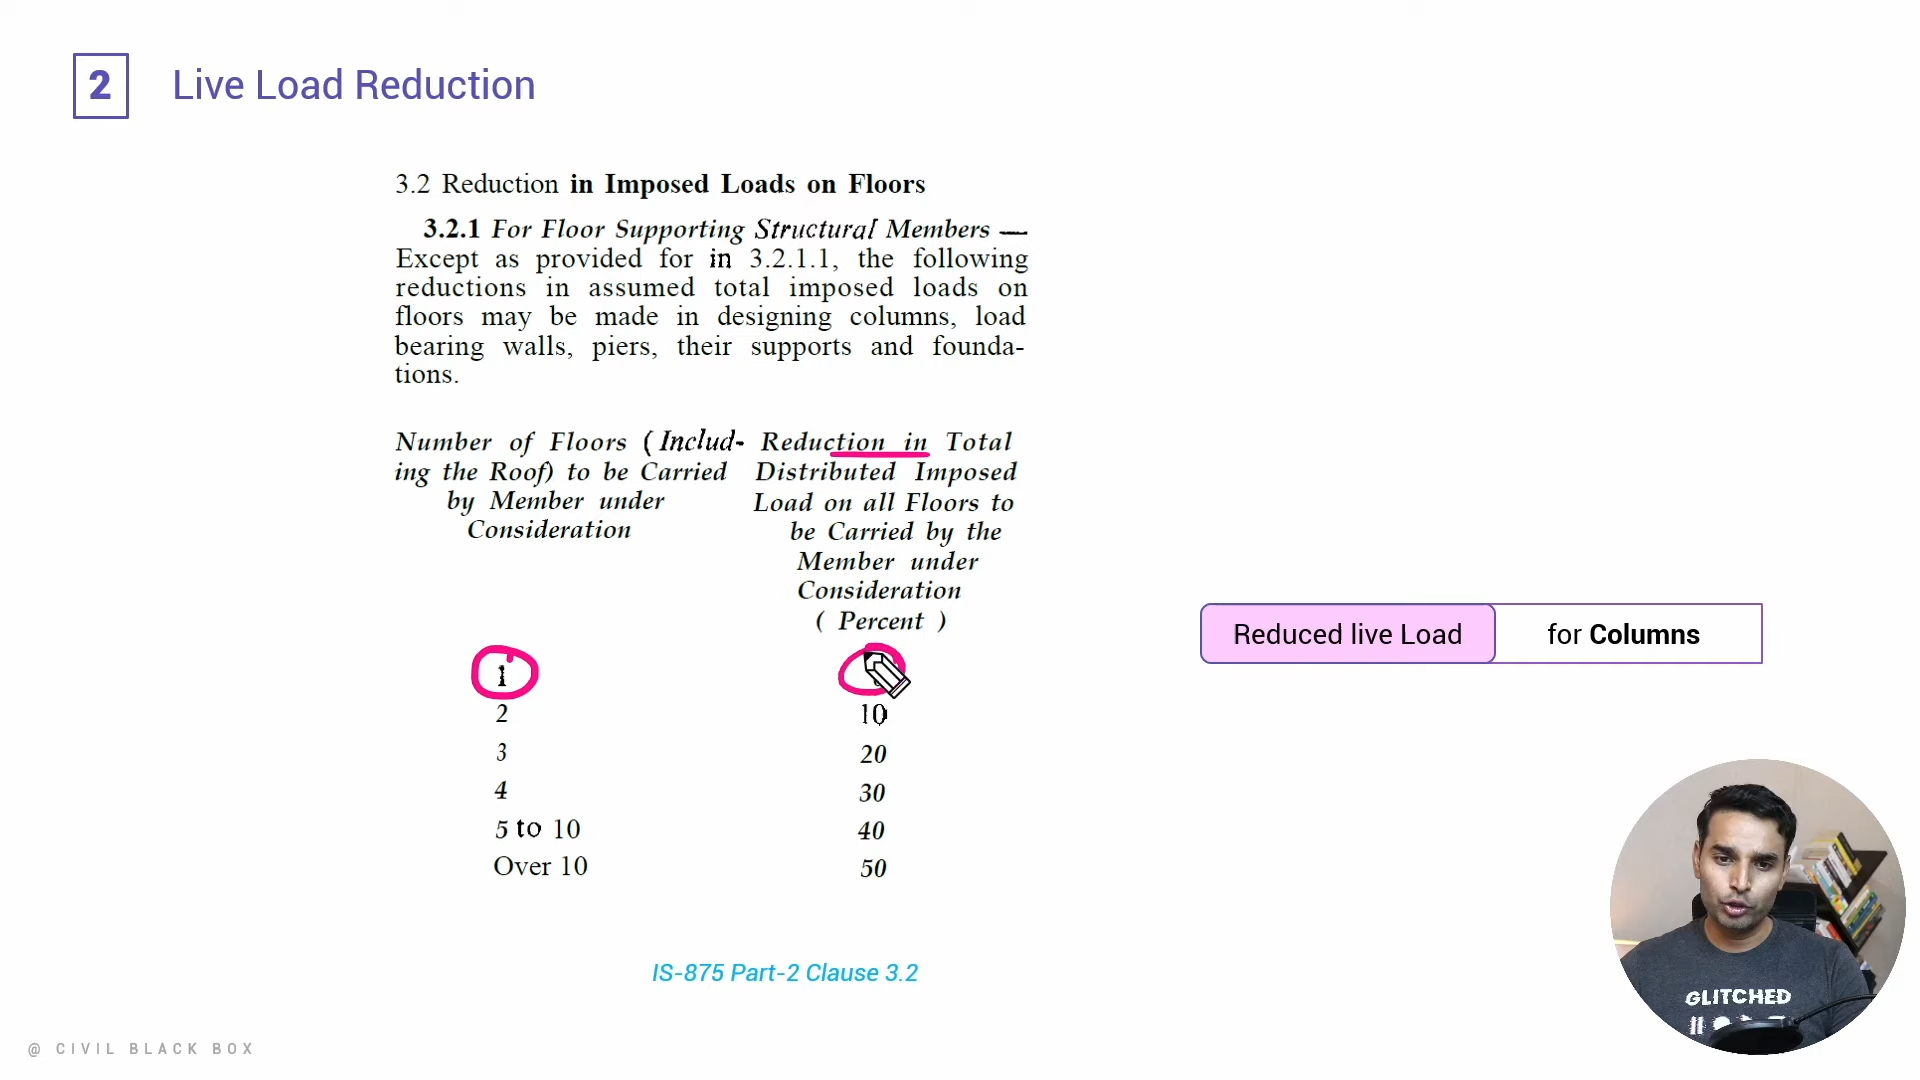 2 Live Load Reduction
3.2 Reduction in Imposed Loads on Floors
3.2.1 For Floor Supporting Structural Members —
Except as provided for in 3.2.1.1, the following
reductions in assumed total imposed loads on
floors may be made in designing columns, load
bearing walls, piers, their supports and founda-
tions.
Number of Floors (Includ- Reduction in Total
ing the Roof) to be Carried Distributed Imposed
by Member under Load on all Floors to
Consideration be Carried by the
Member under
Consideration
( Percent )
Reduced live Load for Columns
1
2 10
3 20
4 30
5 to 10 40
Over 10 50
IS-875 Part-2 Clause 3.2
GLITCHED
@ CIVIL BLACK BOX